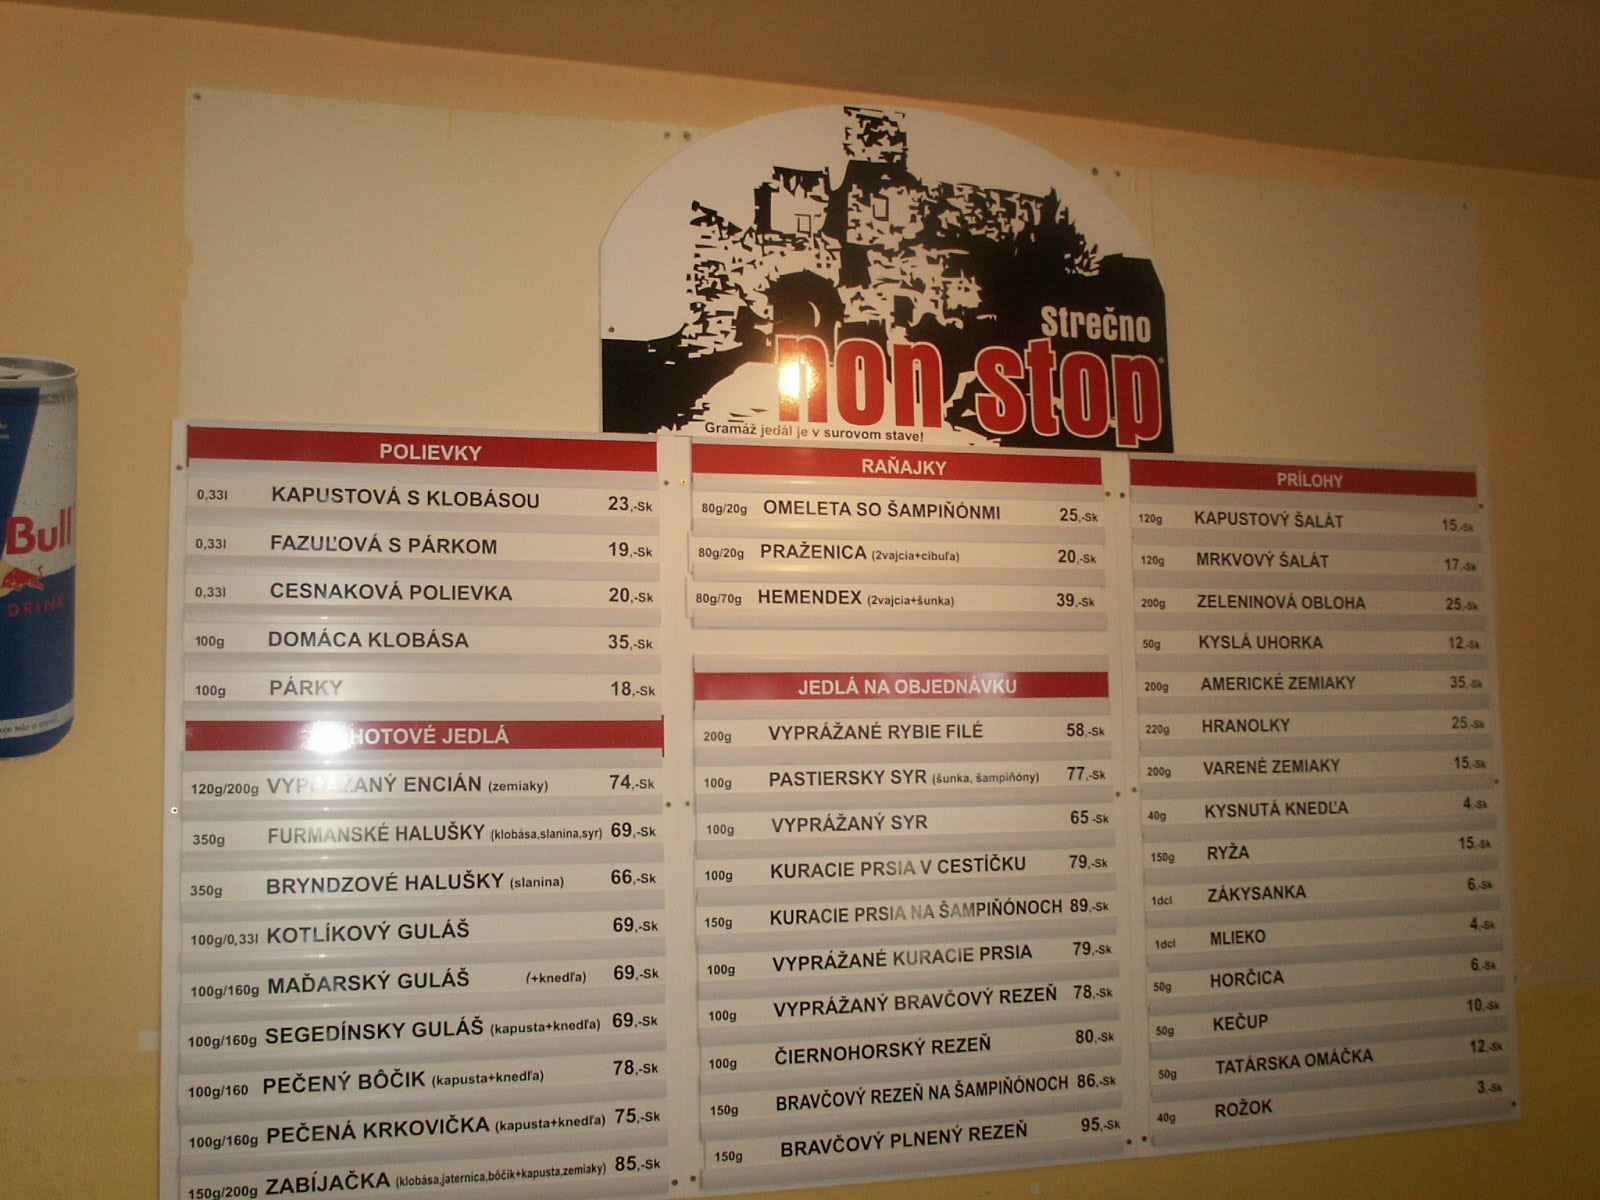 Strečno
non stop
Gramáž jedál je v surovom stave!
Bull
DRINK
POLIEVKY
0,33l KAPUSTOVÁ S KLOBÁSOU 23,-Sk
0,33l FAZUĽOVÁ S PÁRKOM 19,-Sk
0,33l CESNAKOVÁ POLIEVKA 20,-Sk
100g DOMÁCA KLOBÁSA 35,-Sk
100g PÁRKY 18,-Sk
HOTOVÉ JEDLÁ
120g/200g VYPRÁŽANÝ ENCIÁN (zemiaky) 74,-Sk
350g FURMANSKÉ HALUŠKY (klobása,slanina,syr) 69,-Sk
350g BRYNDZOVÉ HALUŠKY (slanina) 66,-Sk
100g/0,33l KOTLÍKOVÝ GULÁŠ 69,-Sk
100g/160g MAĎARSKÝ GULÁŠ (+knedľa) 69,-Sk
100g/160g SEGEDÍNSKY GULÁŠ (kapusta+knedľa) 69,-Sk
100g/160 PEČENÝ BÔČIK (kapusta+knedľa) 78,-Sk
100g/160g PEČENÁ KRKOVIČKA (kapusta+knedľa) 75,-Sk
150g/200g ZABÍJAČKA (klobása,jaternica,bôčik+kapusta,zemiaky) 85,-Sk
RAŇAJKY
80g/20g OMELETA SO ŠAMPIŇÓNMI 25,-Sk
80g/20g PRAŽENICA (2vajcia+cibuľa) 20,-Sk
80g/70g HEMENDEX (2vajcia+šunka) 39,-Sk
JEDLÁ NA OBJEDNÁVKU
200g VYPRÁŽANÉ RYBIE FILÉ 58,-Sk
100g PASTIERSKY SYR (šunka, šampiňóny) 77,-Sk
100g VYPRÁŽANÝ SYR 65 -Sk
100g KURACIE PRSIA V CESTÍČKU 79,-Sk
150g KURACIE PRSIA NA ŠAMPIŇÓNOCH 89,-Sk
100g VYPRÁŽANÉ KURACIE PRSIA 79,-Sk
100g VYPRÁŽANÝ BRAVČOVÝ REZEŇ 78,-Sk
100g ČIERNOHORSKÝ REZEŇ 80,-Sk
150g BRAVČOVÝ REZEŇ NA ŠAMPIŇÓNOCH 86,-Sk
150g BRAVČOVÝ PLNENÝ REZEŇ 95,-Sk
PRÍLOHY
120g KAPUSTOVÝ ŠALÁT 15,-Sk
120g MRKVOVÝ ŠALÁT 17,-Sk
200g ZELENINOVÁ OBLOHA 25,-Sk
50g KYSLÁ UHORKA 12,-Sk
200g AMERICKÉ ZEMIAKY 35,-Sk
220g HRANOLKY 25,-Sk
200g VARENÉ ZEMIAKY 15,-Sk
40g KYSNUTÁ KNEDĽA 4,-Sk
150g RYŽA 15,-Sk
1dcl ZÁKYSANKA 6,-Sk
1dcl MLIEKO 4,-Sk
50g HORČICA 6,-Sk
50g KEČUP 10,-Sk
50g TATÁRSKA OMÁČKA 12,-Sk
40g ROŽOK 3,-Sk